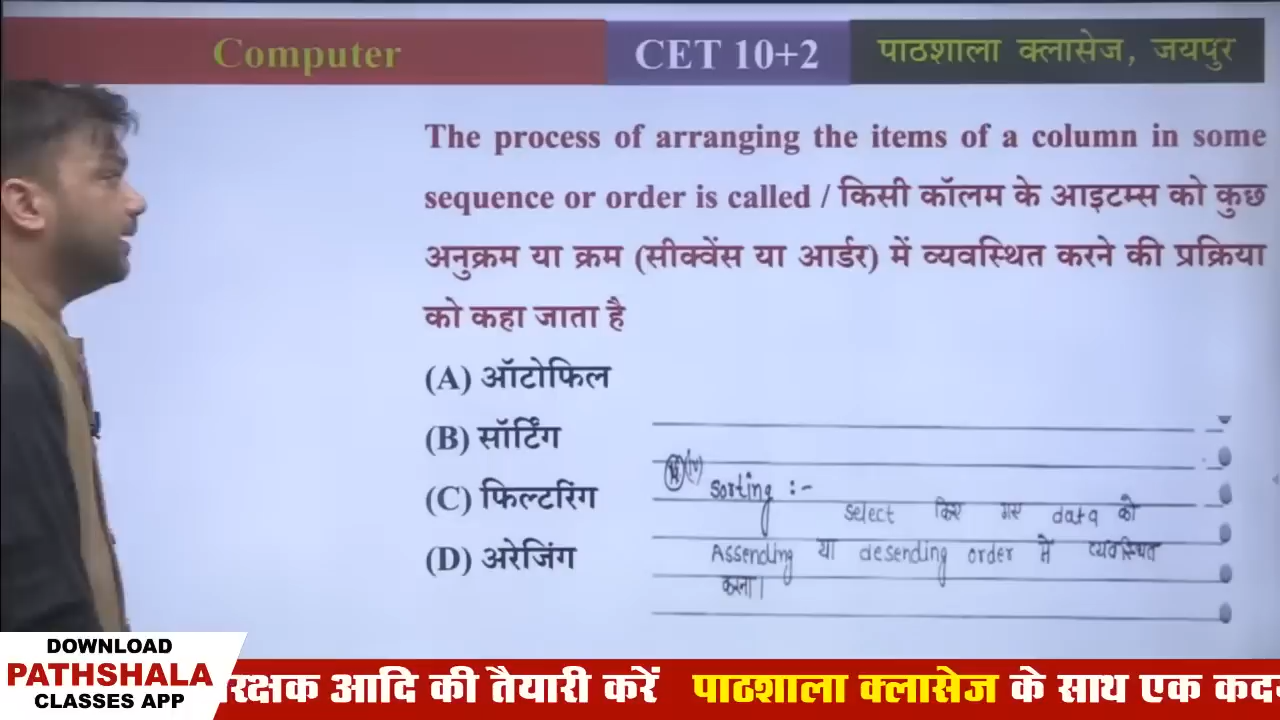 Computer
CET 10+2
पाठशाला क्लासेज, जयपुर
The process of arranging the items of a column in some
sequence or order is called / किसी कॉलम के आइटम्स को कुछ
अनुक्रम या क्रम (सीक्वेंस या आर्डर) में व्यवस्थित करने की प्रक्रिया
को कहा जाता है
(A) ऑटोफिल
(B) सॉर्टिंग
(C) फिल्टरिंग
(D) अरेजिंग
(iv) Sorting :-
select किए गए data को
Assending या desending order में व्यवस्थित
करना।
DOWNLOAD
PATHSHALA
CLASSES APP
रक्षक आदि की तैयारी करें पाठशाला क्लासेज के साथ एक